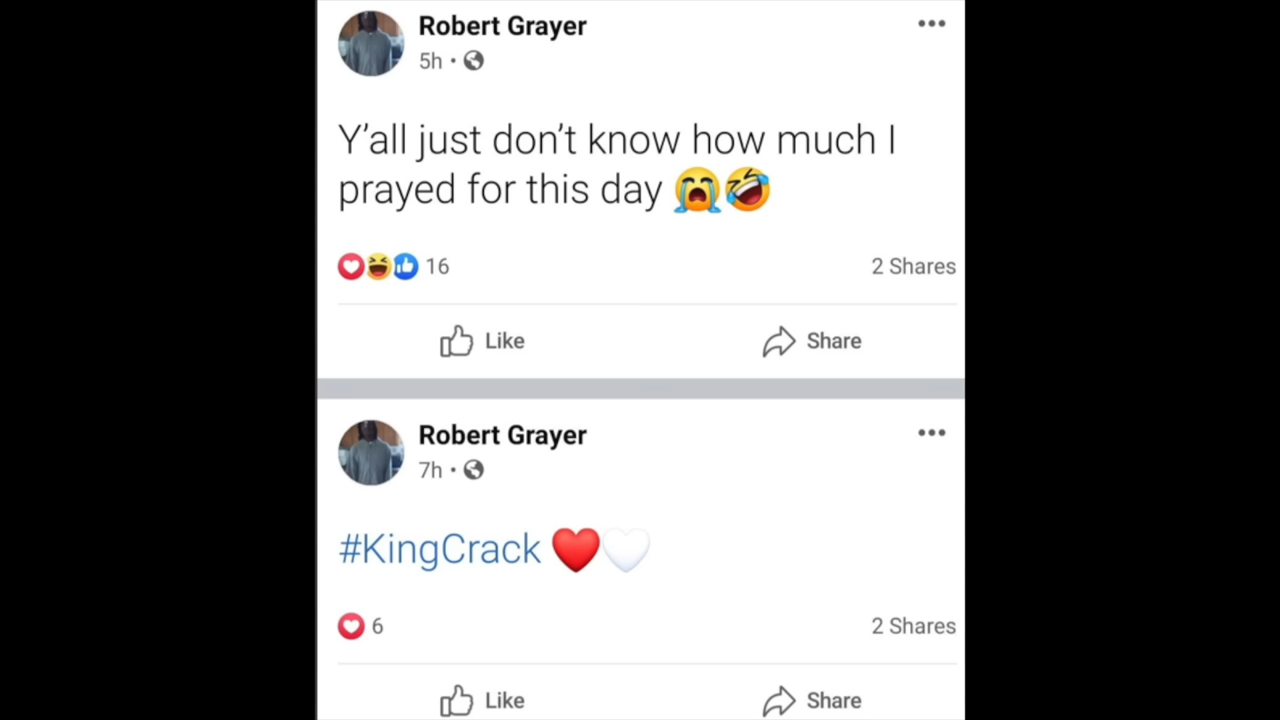 Robert Grayer
5h •
Y'all just don't know how much I
prayed for this day 😭🤣
16
2 Shares
Like
Share
Robert Grayer
7h •
#KingCrack ❤️🤍
6
2 Shares
Like
Share